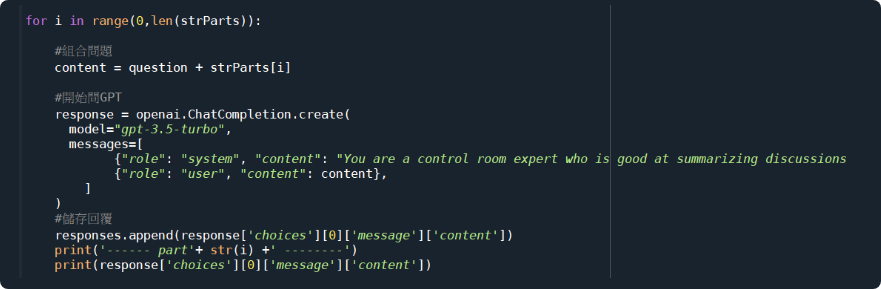 for i in range(0,len(strParts)):
#組合問題
content = question + strParts[i]
#開始問GPT
response = openai.ChatCompletion.create(
model="gpt-3.5-turbo",
messages=[
{"role": "system", "content": "You are a control room expert who is good at summarizing discussions
{"role": "user", "content": content},
]
)
#儲存回覆
responses.append(response['choices'][0]['message']['content'])
print('------ part'+ str(i) +' --------')
print(response['choices'][0]['message']['content'])